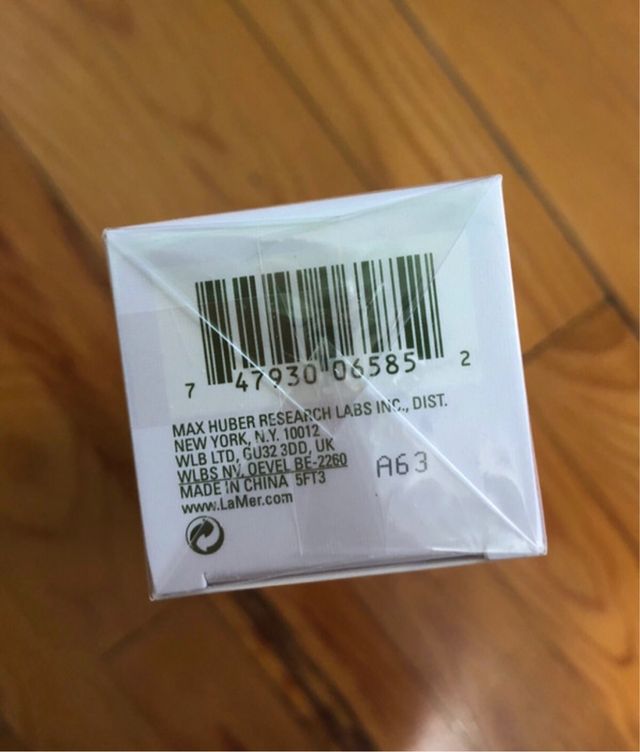 7 47930 06585 2
MAX HUBER RESEARCH LABS INC., DIST.
NEW YORK, N.Y. 10012
WLB LTD, GU32 3DD, UK
WLBS NV, OEVEL BE-2260
MADE IN CHINA 5FT3
www.LaMer.com
A63